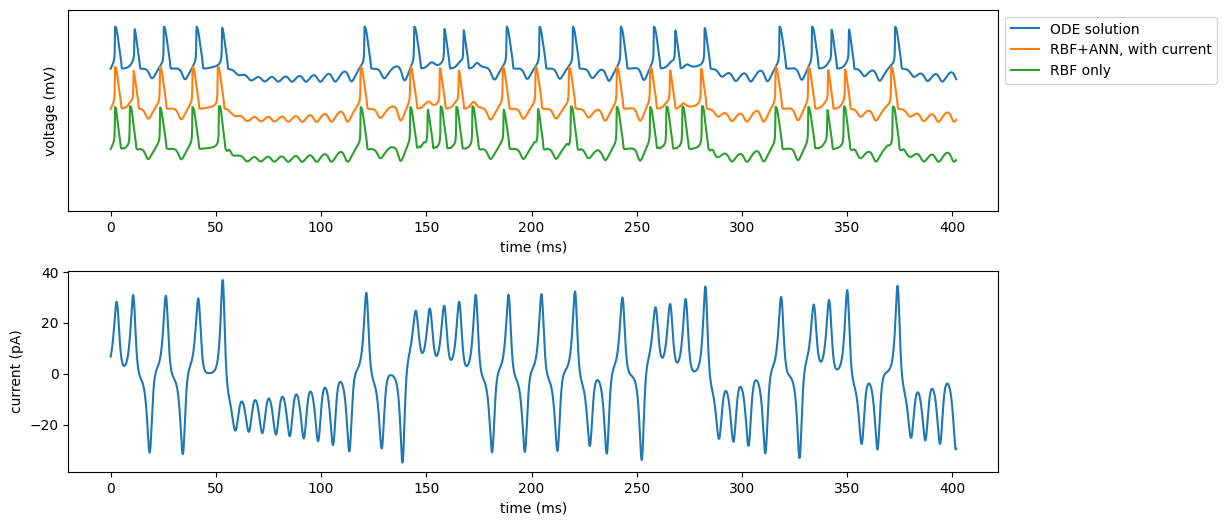 voltage (mV)
0 50 100 150 200 250 300 350 400
time (ms)
ODE solution
RBF+ANN, with current
RBF only
current (pA)
40
20
0
−20
0 50 100 150 200 250 300 350 400
time (ms)